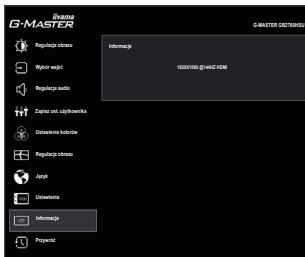 iiyama
G-MASTER
G-MASTER GB2760HSU
Regulacje obrazu
Informacje
Wybór wejść
1920X1080 @144HZ HDMI
Regulacje audio
Zapisz ust. użytkownika
Ustawienia kolorów
Regulacje obrazu
Język
Ustawienia
Informacje
Przywróć